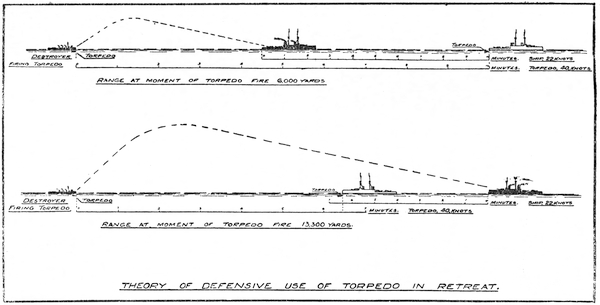 TORPEDO
DESTROYER
FIRING TORPEDO
TORPEDO
MINUTES. SHIP, 22 KNOTS
MINUTES. TORPEDO, 40, KNOTS
RANGE AT MOMENT OF TORPEDO FIRE 6,000 YARDS
TORPEDO
DESTROYER
FIRING TORPEDO
TORPEDO
MINUTES. SHIP, 22 KNOTS
MINUTES. TORPEDO, 40 KNOTS
RANGE AT MOMENT OF TORPEDO FIRE 13,300 YARDS.
THEORY OF DEFENSIVE USE OF TORPEDO IN RETREAT.